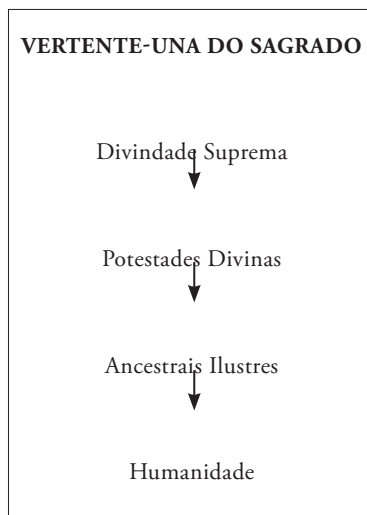 VERTENTE-UNA DO SAGRADO
Divindade Suprema
Potestades Divinas
Ancestrais Ilustres
Humanidade